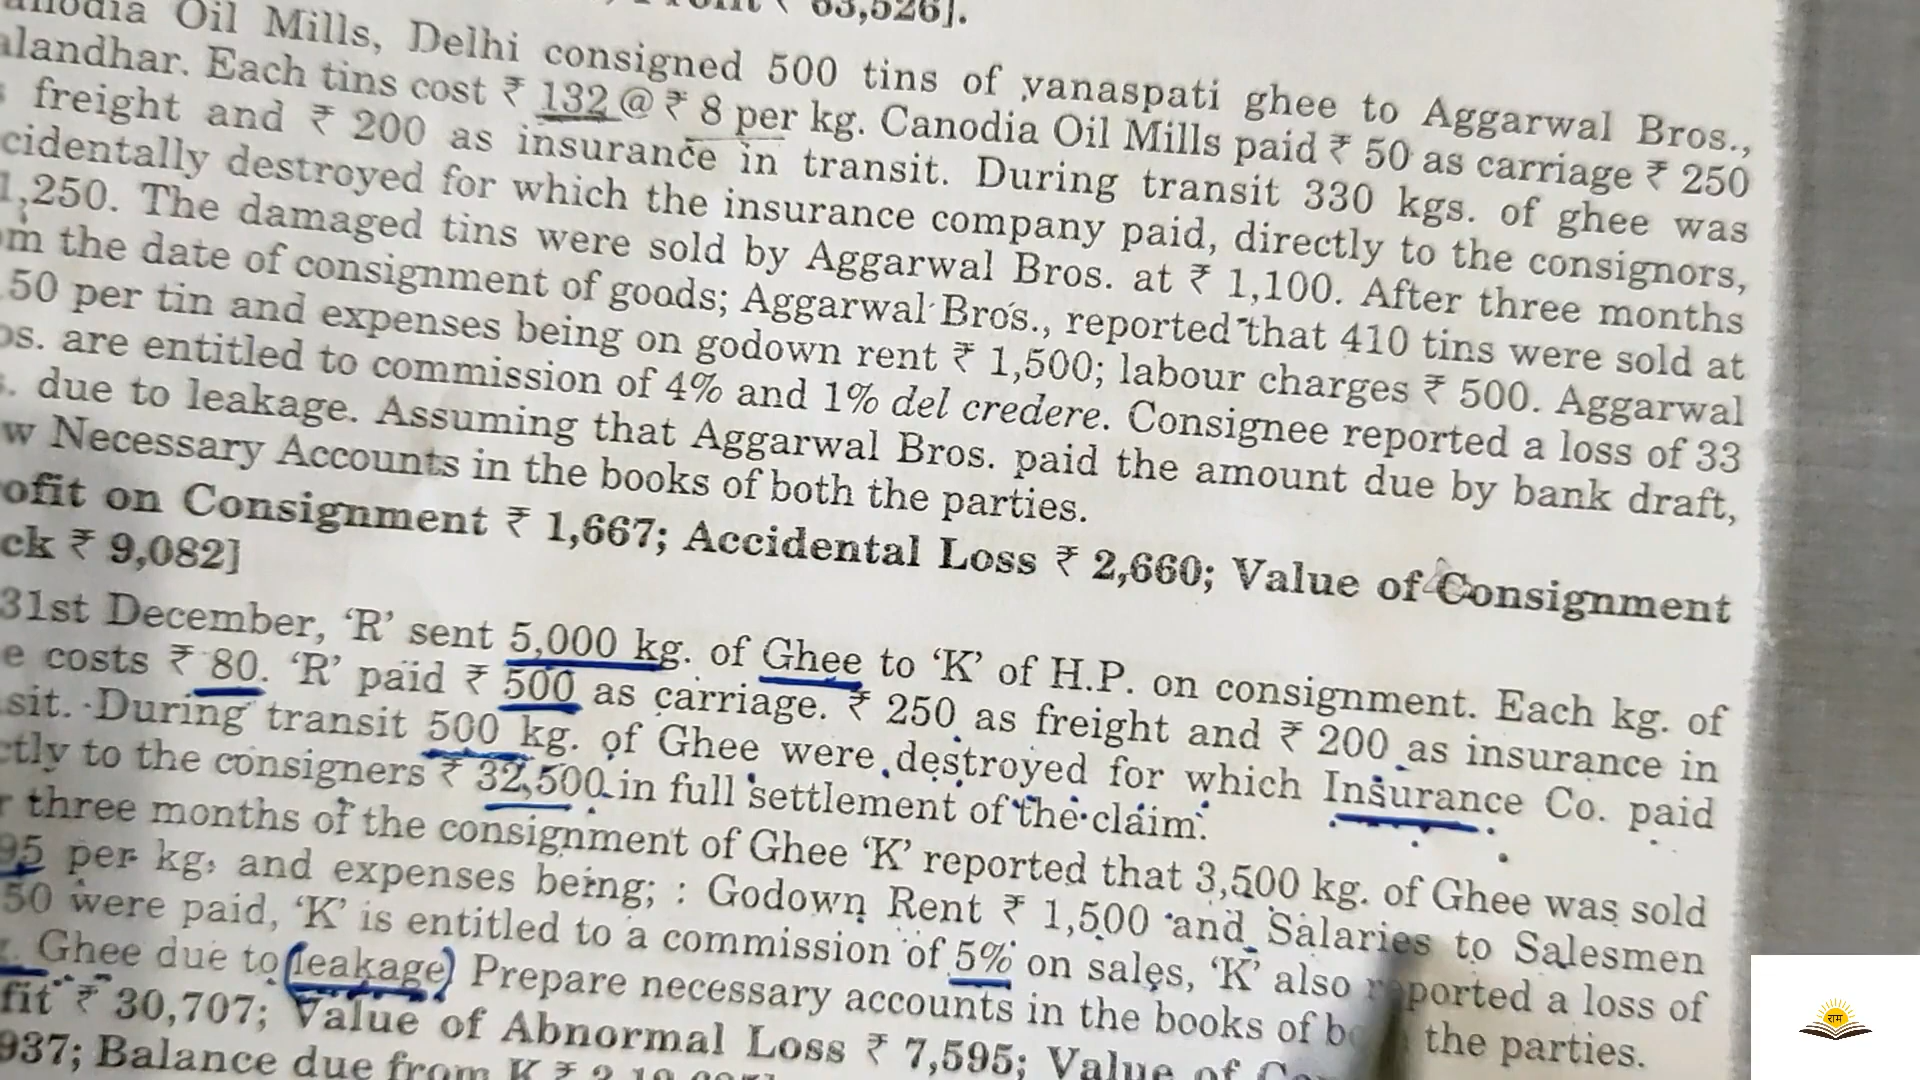 Profit ₹ 63,526].
Oil Mills, Delhi consigned 500 tins of vanaspati ghee to Aggarwal Bros.,
alandhar. Each tins cost ₹ 132 @ ₹ 8 per kg. Canodia Oil Mills paid ₹ 50 as carriage ₹ 250
freight and ₹ 200 as insurance in transit. During transit 330 kgs. of ghee was
cidentally destroyed for which the insurance company paid, directly to the consignors,
1,250. The damaged tins were sold by Aggarwal Bros. at ₹ 1,100. After three months
m the date of consignment of goods; Aggarwal Bros., reported that 410 tins were sold at
50 per tin and expenses being on godown rent ₹ 1,500; labour charges ₹ 500. Aggarwal
os. are entitled to commission of 4% and 1% del credere. Consignee reported a loss of 33
. due to leakage. Assuming that Aggarwal Bros. paid the amount due by bank draft,
w Necessary Accounts in the books of both the parties.
ofit on Consignment ₹ 1,667; Accidental Loss ₹ 2,660; Value of Consignment
ck ₹ 9,082]
31st December, ‘R’ sent 5,000 kg. of Ghee to ‘K’ of H.P. on consignment. Each kg. of
e costs ₹ 80. ‘R’ paid ₹ 500 as carriage. ₹ 250 as freight and ₹ 200 as insurance in
sit. During transit 500 kg. of Ghee were destroyed for which Insurance Co. paid
ctly to the consigners ₹ 32,500 in full settlement of the claim.
r three months of the consignment of Ghee ‘K’ reported that 3,500 kg. of Ghee was sold
95 per kg. and expenses being; : Godown Rent ₹ 1,500 and Salaries to Salesmen
50 were paid, ‘K’ is entitled to a commission of 5% on sales, ‘K’ also reported a loss of
. Ghee due to leakage) Prepare necessary accounts in the books of b the parties.
fit ₹ 30,707; Value of Abnormal Loss ₹ 7,595; Value of
937; Balance due from K ₹
राम